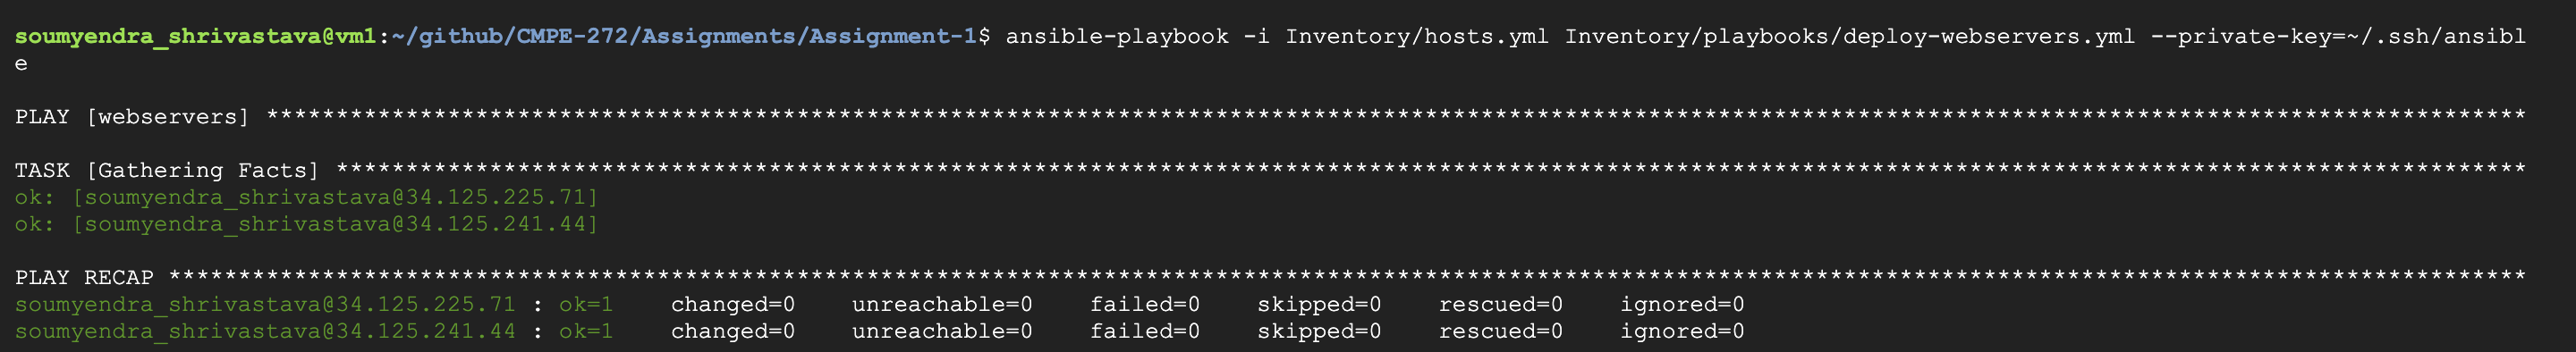 soumyendra_shrivastava@vm1:~/github/CMPE-272/Assignments/Assignment-1$ ansible-playbook -i Inventory/hosts.yml Inventory/playbooks/deploy-webservers.yml --private-key=~/.ssh/ansibl
e
PLAY [webservers] ******************************************************************************************************************************************************************
TASK [Gathering Facts] *************************************************************************************************************************************************************
ok: [soumyendra_shrivastava@34.125.225.71]
ok: [soumyendra_shrivastava@34.125.241.44]
PLAY RECAP *************************************************************************************************************************************************************************
soumyendra_shrivastava@34.125.225.71 : ok=1    changed=0    unreachable=0    failed=0    skipped=0    rescued=0    ignored=0
soumyendra_shrivastava@34.125.241.44 : ok=1    changed=0    unreachable=0    failed=0    skipped=0    rescued=0    ignored=0